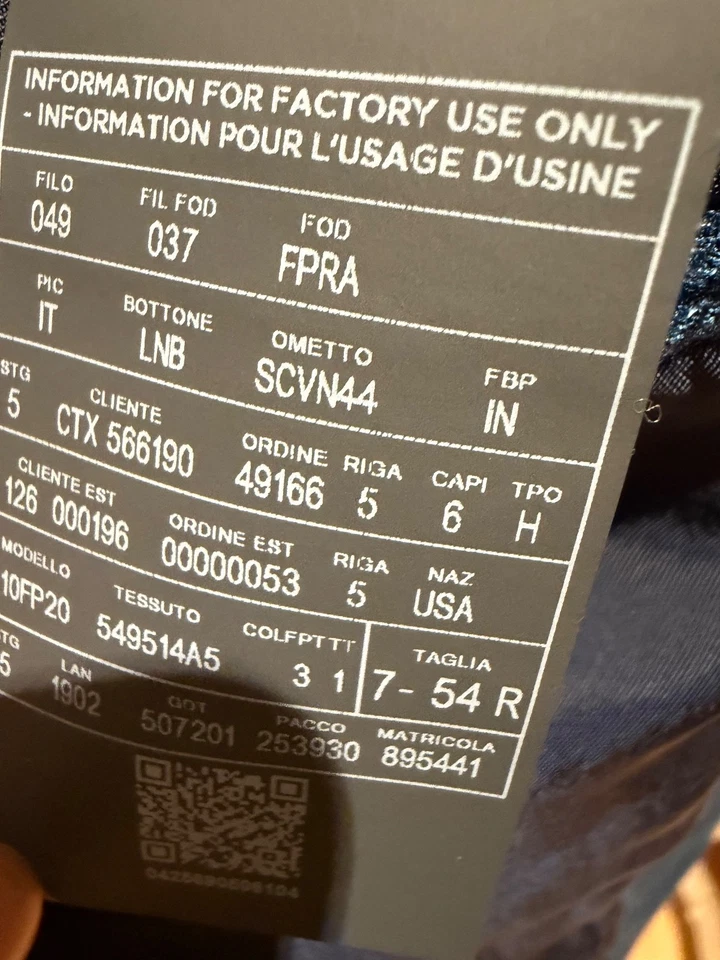 INFORMATION FOR FACTORY USE ONLY
- INFORMATION POUR L'USAGE D'USINE
FILO FIL FOD FOD
049 037 FPRA
PIC BOTTONE OMETTO FBP
IT LNB SCVN44 IN
STG CLIENTE ORDINE RIGA CAPI TPO
5 CTX 566190 49166 5 6 H
CLIENTE EST ORDINE EST RIGA NAZ
126 000196 00000053 5 USA
MODELLO TESSUTO COLFPTTT TAGLIA
10FP20 549514A5 3 1 7- 54 R
TG LAN GDT PACCO MATRICOLA
5 1902 507201 253930 895441